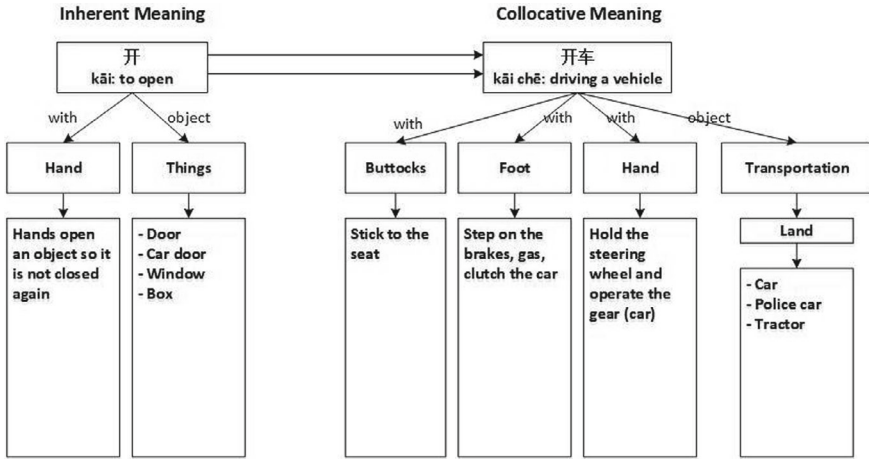 Inherent Meaning
Collocative Meaning
开
kāi: to open
开车
kāi chē: driving a vehicle
with
object
with
with
with
object
Hand
Things
Buttocks
Foot
Hand
Transportation
Hands open
an object so it
is not closed
again
- Door
- Car door
- Window
- Box
Stick to the
seat
Step on the
brakes, gas,
clutch the car
Hold the
steering
wheel and
operate the
gear (car)
Land
- Car
- Police car
- Tractor